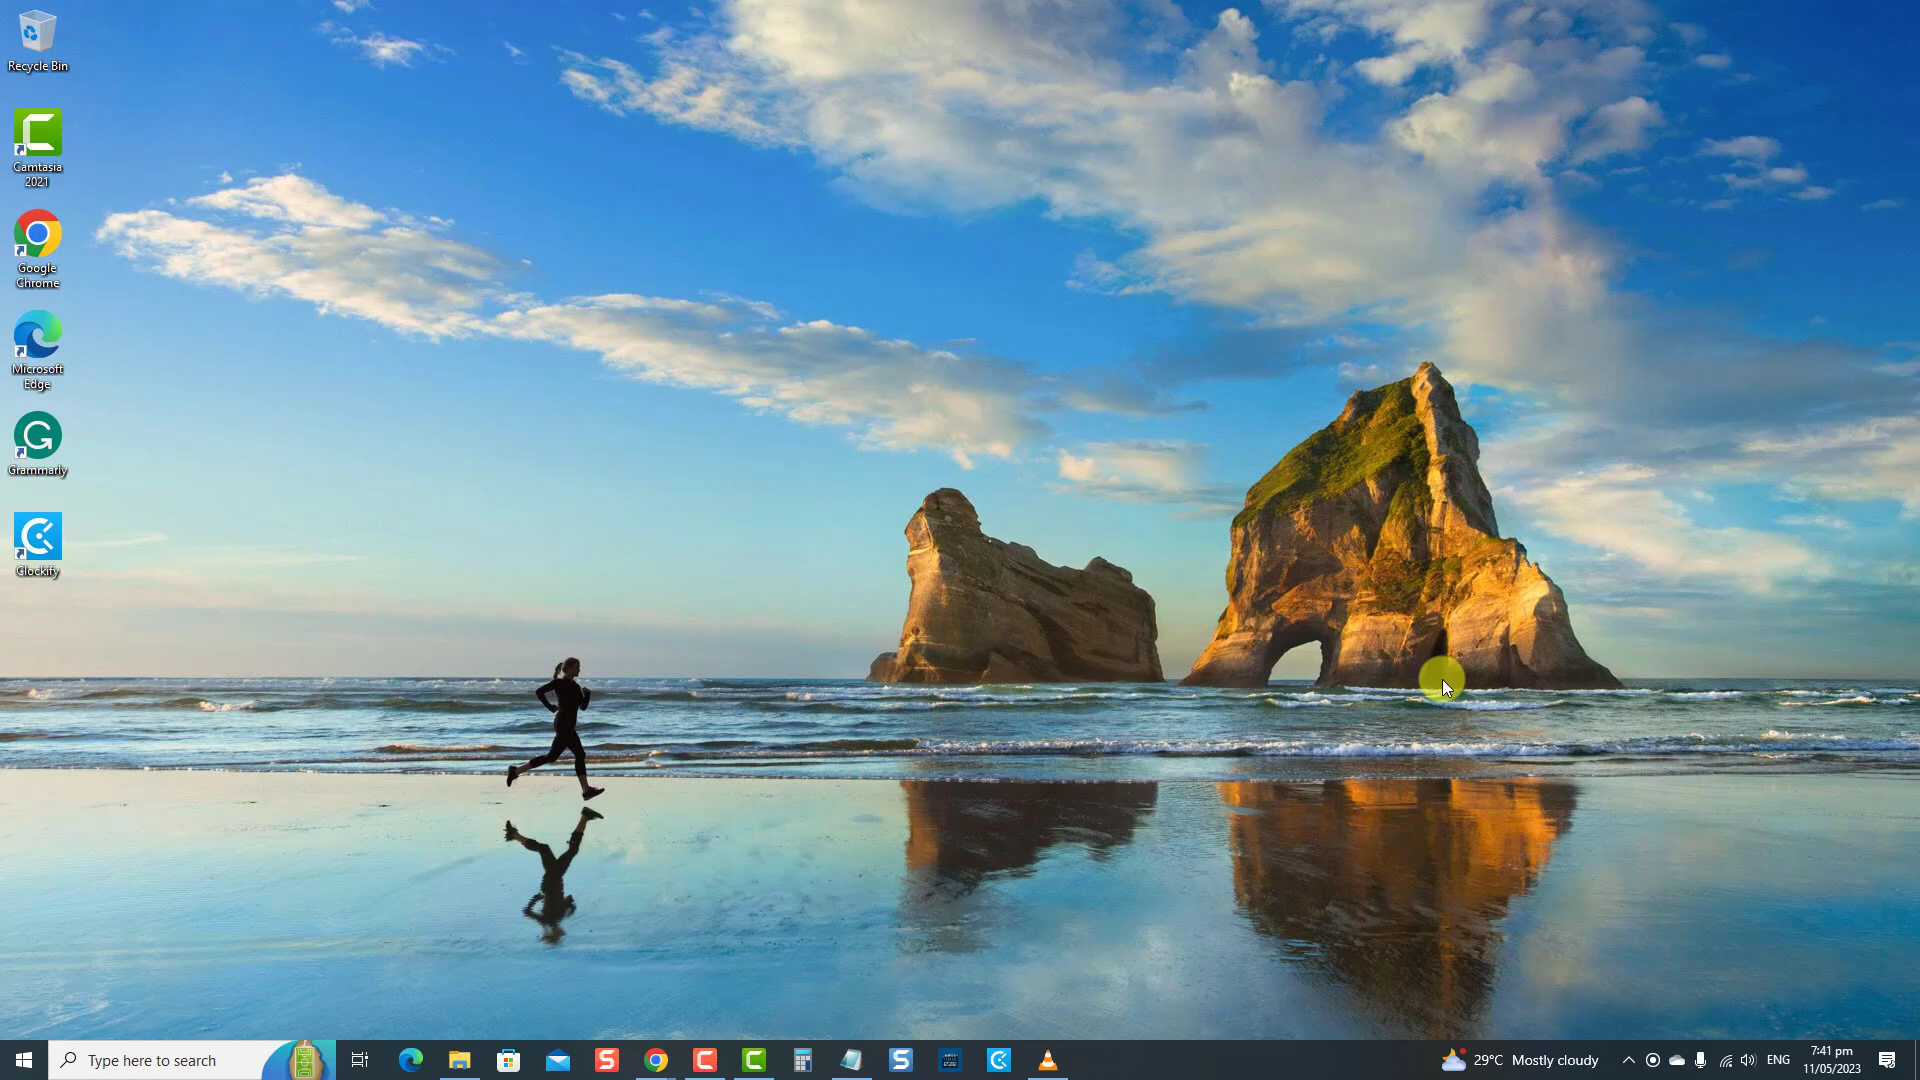 Recycle Bin
Camtasia
2021
Google
Chrome
Microsoft
Edge
Grammarly
Clockify
Type here to search
29°C Mostly cloudy
ENG
7:41 pm
11/05/2023